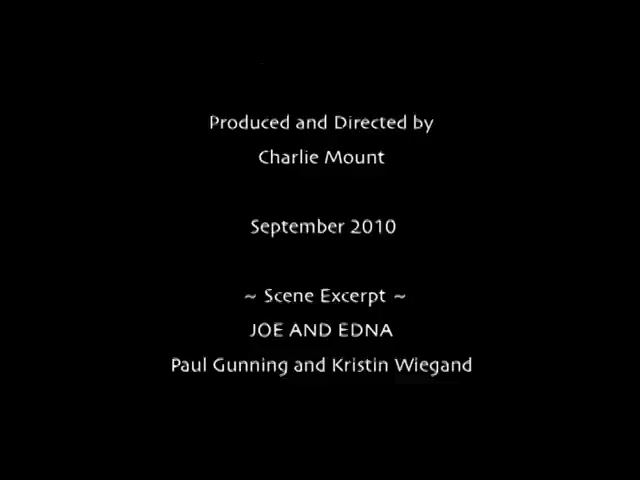 Produced and Directed by
Charlie Mount
September 2010
~ Scene Excerpt ~
JOE AND EDNA
Paul Gunning and Kristin Wiegand